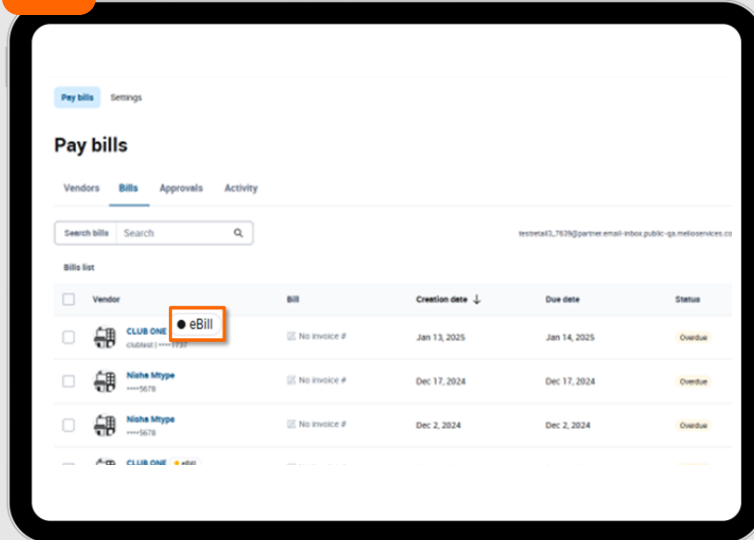 Pay bills Settings
Pay bills
Vendors Bills Approvals Activity
Search bills Search
testretail3_7639@partner.email-inbox.public-qa.melioservices.co
Bills list
Vendor Bill Creation date ↓ Due date Status
CLUB ONE eBill No invoice # Jan 13, 2025 Jan 14, 2025 Overdue
clubtest |
Nisha Mtype No invoice # Dec 17, 2024 Dec 17, 2024 Overdue
••••5678
Nisha Mtype No invoice # Dec 2, 2024 Dec 2, 2024 Overdue
••••5678
CLUB ONE eBill